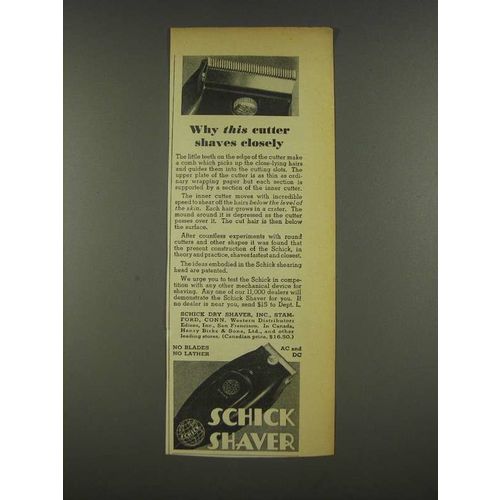 Why this cutter
shaves closely
The little teeth on the edge of the cutter make
a comb which picks up the close-lying hairs
and guides them into the cutting slots. The
upper plate of the cutter is as thin as ordi-
nary wrapping paper but each section is
supported by a section of the inner cutter.
The inner cutter moves with incredible
speed to shear off the hairs below the level of
the skin. Each hair grows in a crater. The
mound around it is depressed as the cutter
passes over it. The cut hair is then below
the surface.
After countless experiments with round
cutters and other shapes it was found that
the present construction of the Schick, in
theory and practice, shaves fastest and closest.
The ideas embodied in the Schick shearing
head are patented.
We urge you to test the Schick in compe-
tition with any other mechanical device for
shaving. Any one of our 11,000 dealers will
demonstrate the Schick Shaver for you. If
no dealer is near you, send $15 to Dept. L.
SCHICK DRY SHAVER, INC., STAM-
FORD, CONN. Western Distributors
Edises, Inc., San Francisco. In Canada,
Henry Birks & Sons, Ltd., and other
leading stores. (Canadian price, $16.50.)
NO BLADES AC and
NO LATHER DC
SCHICK
SCHICK
SHAVER